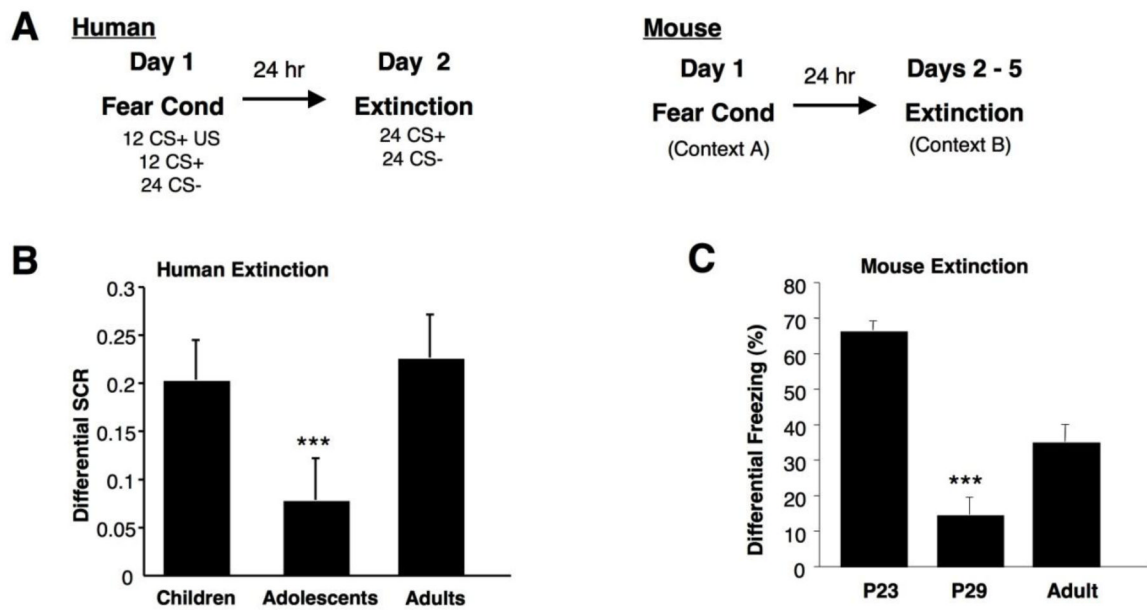 A
Human
Day 1
24 hr
Day 2
Fear Cond
Extinction
12 CS+ US
12 CS+
24 CS-
24 CS+
24 CS-
Mouse
Day 1
24 hr
Days 2 - 5
Fear Cond
Extinction
(Context A)
(Context B)
B
Human Extinction
Differential SCR
0.3
0.25
0.2
0.15
0.1
0.05
0
***
Children Adolescents Adults
C
Mouse Extinction
Differential Freezing (%)
80
70
60
50
40
30
20
10
0
***
P23 P29 Adult